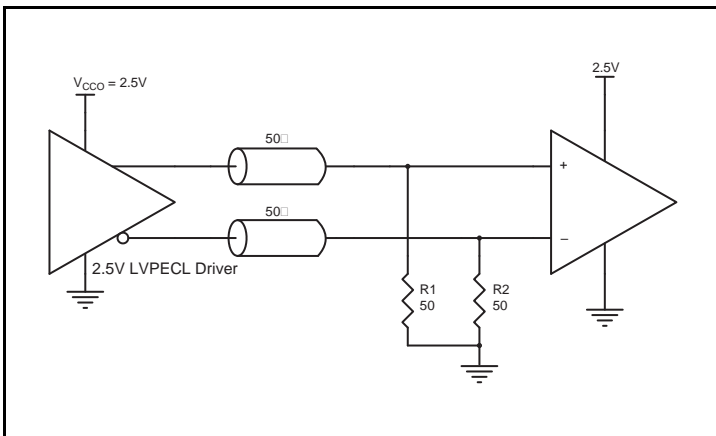 V_CCO = 2.5V
2.5V
50□
50□
+
−
2.5V LVPECL Driver
R1
50
R2
50